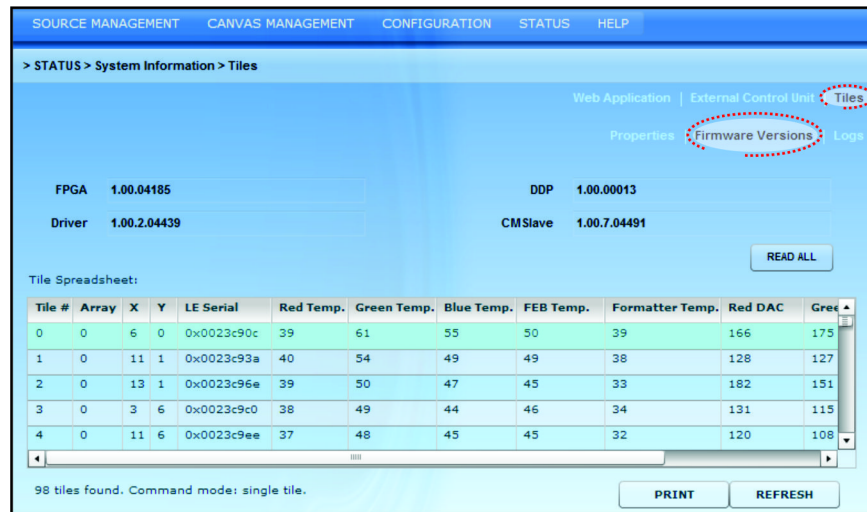 SOURCE MANAGEMENT CANVAS MANAGEMENT CONFIGURATION STATUS HELP
> STATUS > System Information > Tiles
Web Application | External Control Unit | Tiles
Properties | Firmware Versions | Logs
FPGA 1.00.04185 DDP 1.00.00013
Driver 1.00.2.04439 CMSlave 1.00.7.04491
READ ALL
Tile Spreadsheet:
Tile # Array X Y LE Serial Red Temp. Green Temp. Blue Temp. FEB Temp. Formatter Temp. Red DAC Gree
0 0 6 0 0x0023c90c 39 61 55 50 39 166 175
1 0 11 1 0x0023c93a 40 54 49 49 38 128 127
2 0 13 1 0x0023c96e 39 50 47 45 33 182 151
3 0 3 6 0x0023c9c0 38 49 44 46 34 131 115
4 0 11 6 0x0023c9ee 37 48 45 45 32 120 108
98 tiles found. Command mode: single tile.
PRINT REFRESH